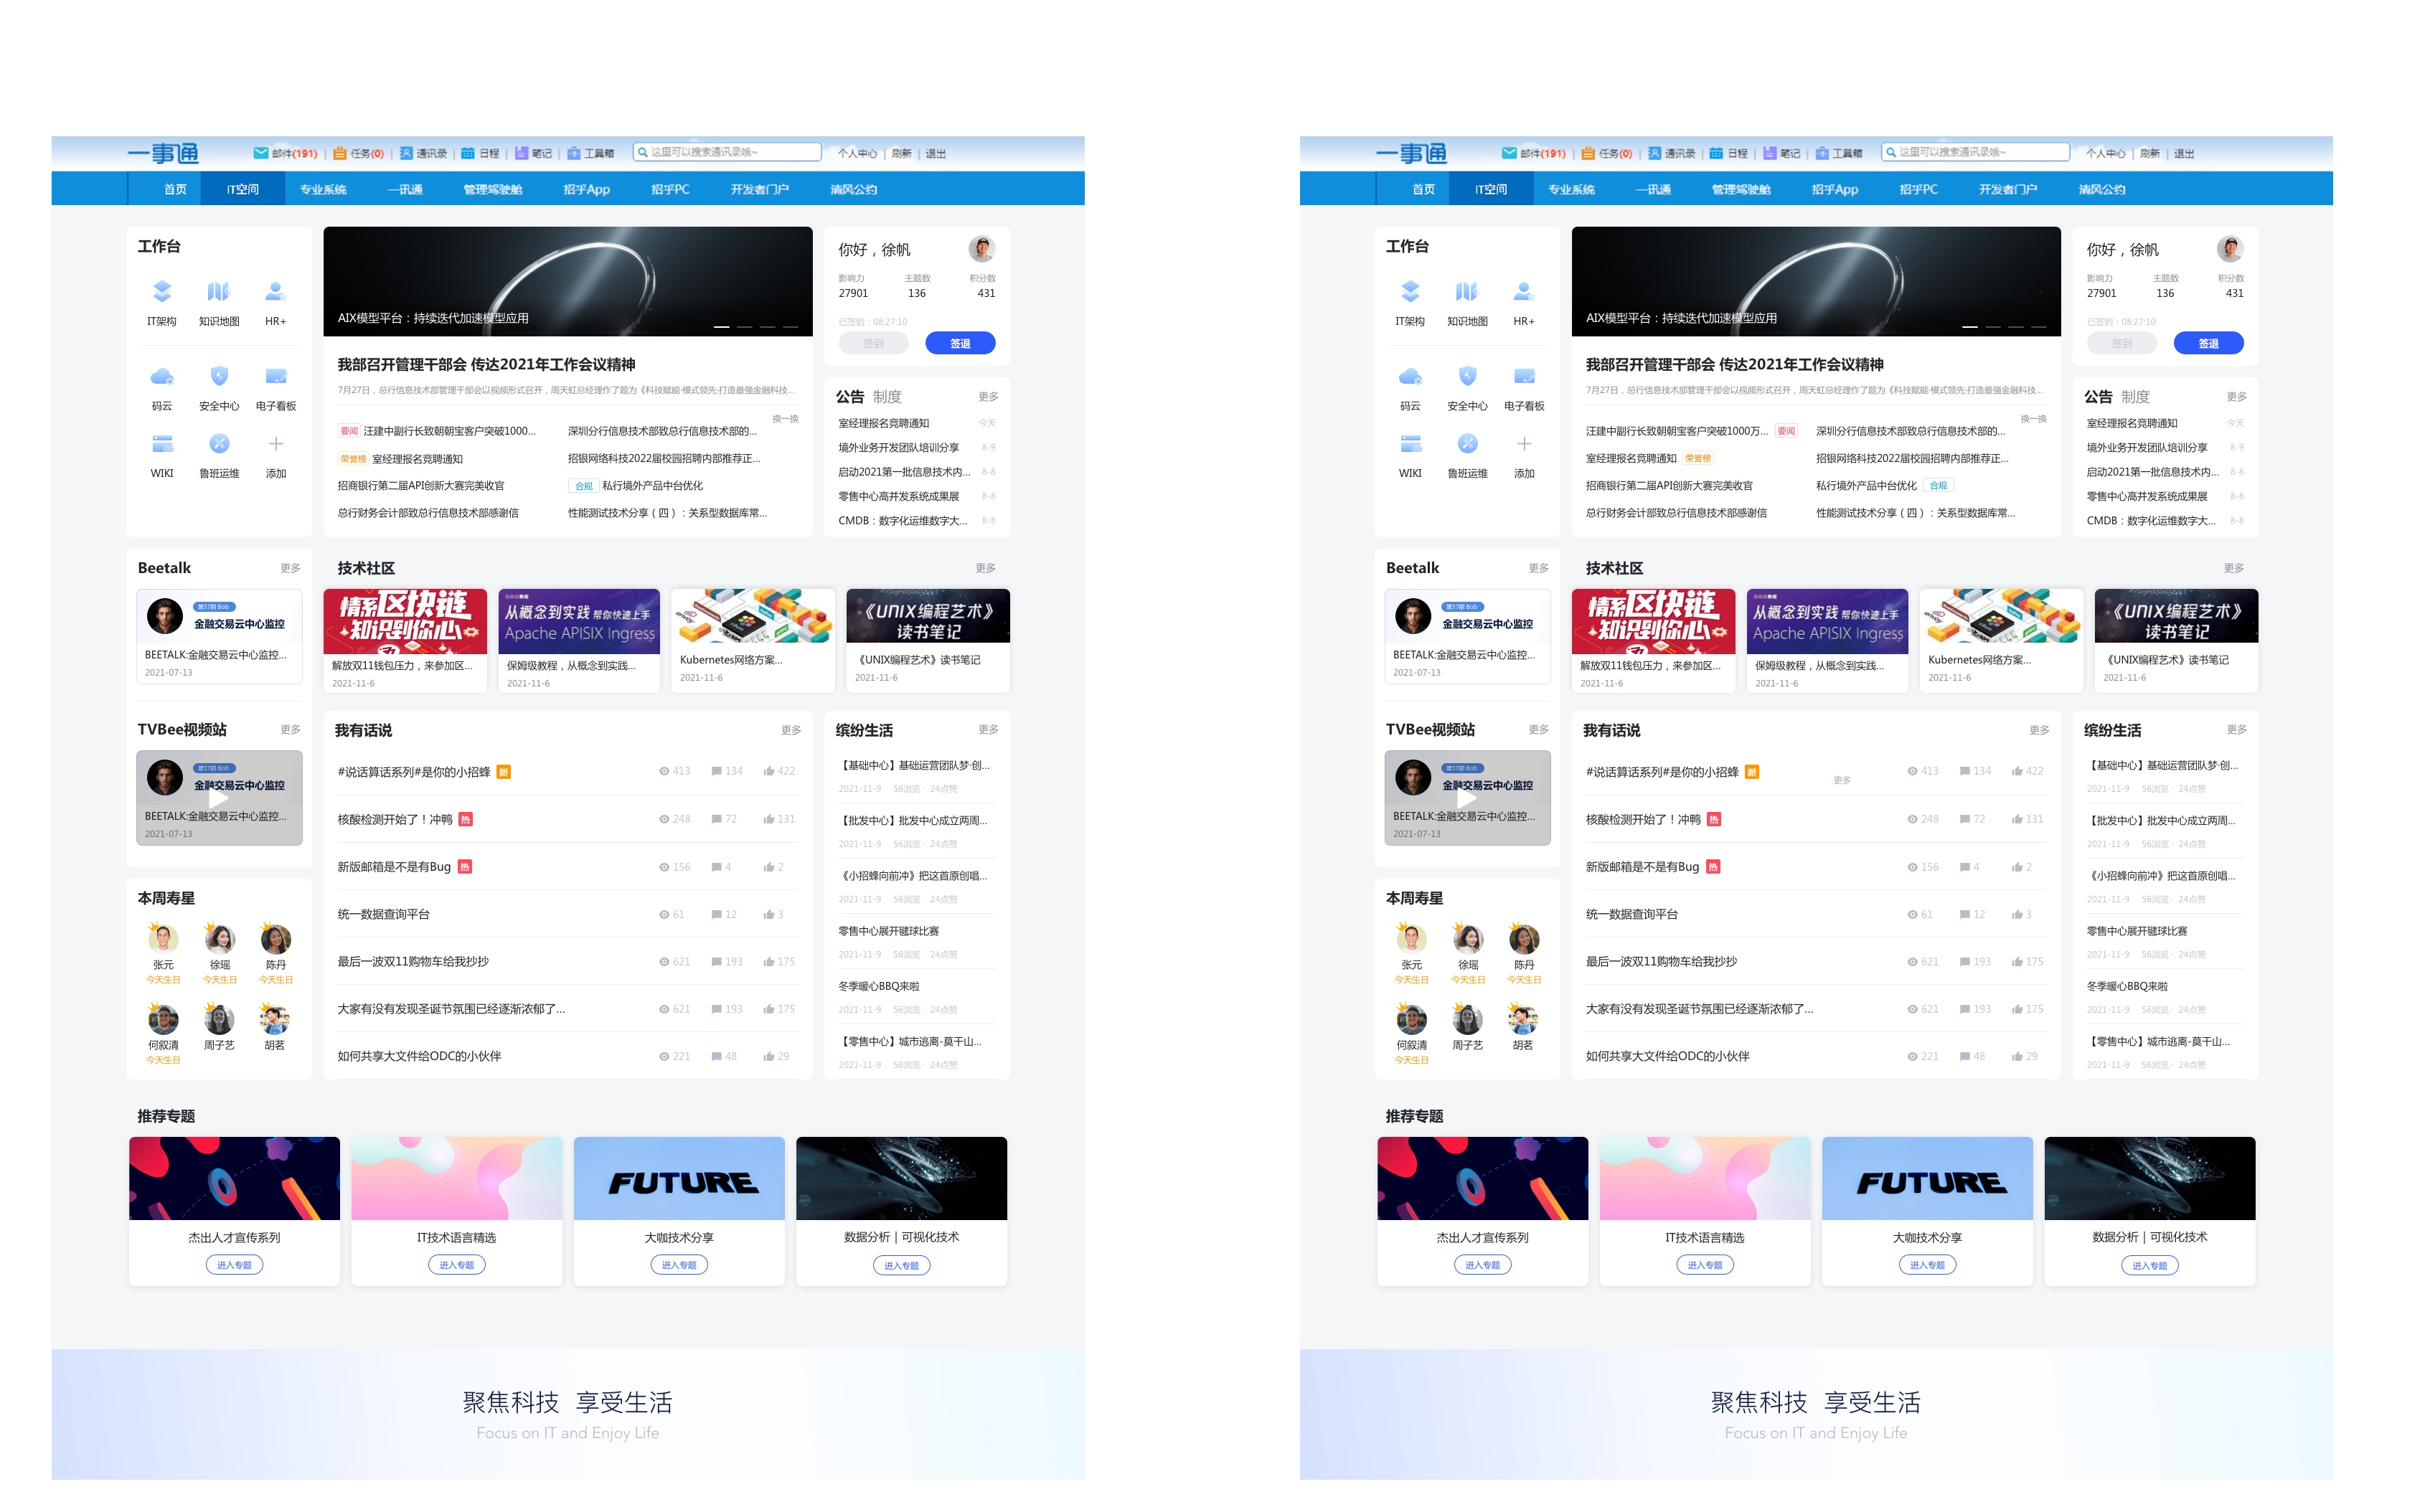 一事通
邮件(191) | 任务(0) | 通讯录 | 日程 | 笔记 | 工具箱
这里可以搜索通讯录哦~
个人中心 | 刷新 | 退出
首页 IT空间 专业系统 一讯通 管理驾驶舱 招乎App 招乎PC 开发者门户 清风公约
工作台
IT架构 知识地图 HR+
码云 安全中心 电子看板
WIKI 鲁班运维 添加
AIX模型平台：持续迭代加速模型应用
我部召开管理干部会 传达2021年工作会议精神
7月27日，总行信息技术部管理干部会以视频形式召开，周天虹总经理作了题为《科技赋能·模式领先·打造最强金融科技...
换一换
要闻 汪建中副行长致朝朝宝客户突破1000...
深圳分行信息技术部致总行信息技术部的...
荣誉榜 室经理报名竞聘通知
招银网络科技2022届校园招聘内部推荐正...
招商银行第二届API创新大赛完美收官
合规 私行境外产品中台优化
总行财务会计部致总行信息技术部感谢信
性能测试技术分享（四）：关系型数据库常...
你好，徐帆
影响力 主题数 积分数
27901 136 431
已签到：08:27:10
签到 签退
公告 制度 更多
室经理报名竞聘通知 今天
境外业务开发团队培训分享 8-9
启动2021第一批信息技术内... 8-8
零售中心高并发系统成果展 8-8
CMDB：数字化运维数字大... 8-8
Beetalk 更多
第57期 Bob
金融交易云中心监控
BEETALK:金融交易云中心监控...
2021-07-13
技术社区 更多
情系区块链
知识到你心
解放双11钱包压力，来参加区...
2021-11-6
从概念到实践 帮你快速上手
Apache APISIX Ingress
保姆级教程，从概念到实践...
2021-11-6
envoy
Kubernetes网络方案...
2021-11-6
《UNIX编程艺术》
读书笔记
《UNIX编程艺术》读书笔记
2021-11-6
TVBee视频站 更多
第57期 Bob
金融交易云中心监控
BEETALK:金融交易云中心监控...
2021-07-13
我有话说 更多
#说话算话系列#是你的小招蜂 新 413 134 422
核酸检测开始了！冲鸭 热 248 72 131
新版邮箱是不是有Bug 热 156 4 2
统一数据查询平台 61 12 3
最后一波双11购物车给我抄抄 621 193 175
大家有没有发现圣诞节氛围已经逐渐浓郁了... 621 193 175
如何共享大文件给ODC的小伙伴 221 48 29
缤纷生活 更多
【基础中心】基础运营团队梦·创...
2021-11-9 56浏览 · 24点赞
【批发中心】批发中心成立两周...
2021-11-9 56浏览 · 24点赞
《小招蜂向前冲》把这首原创唱...
2021-11-9 56浏览 · 24点赞
零售中心展开毽球比赛
2021-11-9 56浏览 · 24点赞
冬季暖心BBQ来啦
2021-11-9 56浏览 · 24点赞
【零售中心】城市逃离-莫干山...
2021-11-9 56浏览 · 24点赞
本周寿星
张元 徐瑶 陈丹
今天生日 今天生日 今天生日
何叙清 周子艺 胡茗
今天生日
推荐专题
FUTURE
杰出人才宣传系列 IT技术语言精选 大咖技术分享 数据分析 | 可视化技术
进入专题 进入专题 进入专题 进入专题
聚焦科技 享受生活
Focus on IT and Enjoy Life
一事通
邮件(191) | 任务(0) | 通讯录 | 日程 | 笔记 | 工具箱
这里可以搜索通讯录哦~
个人中心 | 刷新 | 退出
首页 IT空间 专业系统 一讯通 管理驾驶舱 招乎App 招乎PC 开发者门户 清风公约
工作台
IT架构 知识地图 HR+
码云 安全中心 电子看板
WIKI 鲁班运维 添加
AIX模型平台：持续迭代加速模型应用
我部召开管理干部会 传达2021年工作会议精神
7月27日，总行信息技术部管理干部会以视频形式召开，周天虹总经理作了题为《科技赋能·模式领先·打造最强金融科技...
换一换
汪建中副行长致朝朝宝客户突破1000万... 要闻
深圳分行信息技术部致总行信息技术部的...
室经理报名竞聘通知 荣誉榜
招银网络科技2022届校园招聘内部推荐正...
招商银行第二届API创新大赛完美收官
私行境外产品中台优化 合规
总行财务会计部致总行信息技术部感谢信
性能测试技术分享（四）：关系型数据库常...
你好，徐帆
影响力 主题数 积分数
27901 136 431
已签到：08:27:10
签到 签退
公告 制度 更多
室经理报名竞聘通知 今天
境外业务开发团队培训分享 8-9
启动2021第一批信息技术内... 8-8
零售中心高并发系统成果展 8-8
CMDB：数字化运维数字大... 8-8
Beetalk 更多
第57期 Bob
金融交易云中心监控
BEETALK:金融交易云中心监控...
2021-07-13
技术社区 更多
情系区块链
知识到你心
解放双11钱包压力，来参加区...
2021-11-6
从概念到实践 帮你快速上手
Apache APISIX Ingress
保姆级教程，从概念到实践...
2021-11-6
envoy
Kubernetes网络方案...
2021-11-6
《UNIX编程艺术》
读书笔记
《UNIX编程艺术》读书笔记
2021-11-6
TVBee视频站 更多
第57期 Bob
金融交易云中心监控
BEETALK:金融交易云中心监控...
2021-07-13
我有话说 更多
#说话算话系列#是你的小招蜂 新 更多 413 134 422
核酸检测开始了！冲鸭 热 248 72 131
新版邮箱是不是有Bug 热 156 4 2
统一数据查询平台 61 12 3
最后一波双11购物车给我抄抄 621 193 175
大家有没有发现圣诞节氛围已经逐渐浓郁了... 621 193 175
如何共享大文件给ODC的小伙伴 221 48 29
缤纷生活 更多
【基础中心】基础运营团队梦·创...
2021-11-9 56浏览 · 24点赞
【批发中心】批发中心成立两周...
2021-11-9 56浏览 · 24点赞
《小招蜂向前冲》把这首原创唱...
2021-11-9 56浏览 · 24点赞
零售中心展开毽球比赛
2021-11-9 56浏览 · 24点赞
冬季暖心BBQ来啦
2021-11-9 56浏览 · 24点赞
【零售中心】城市逃离-莫干山...
2021-11-9 56浏览 · 24点赞
本周寿星
张元 徐瑶 陈丹
今天生日 今天生日 今天生日
何叙清 周子艺 胡茗
今天生日
推荐专题
FUTURE
杰出人才宣传系列 IT技术语言精选 大咖技术分享 数据分析 | 可视化技术
进入专题 进入专题 进入专题 进入专题
聚焦科技 享受生活
Focus on IT and Enjoy Life